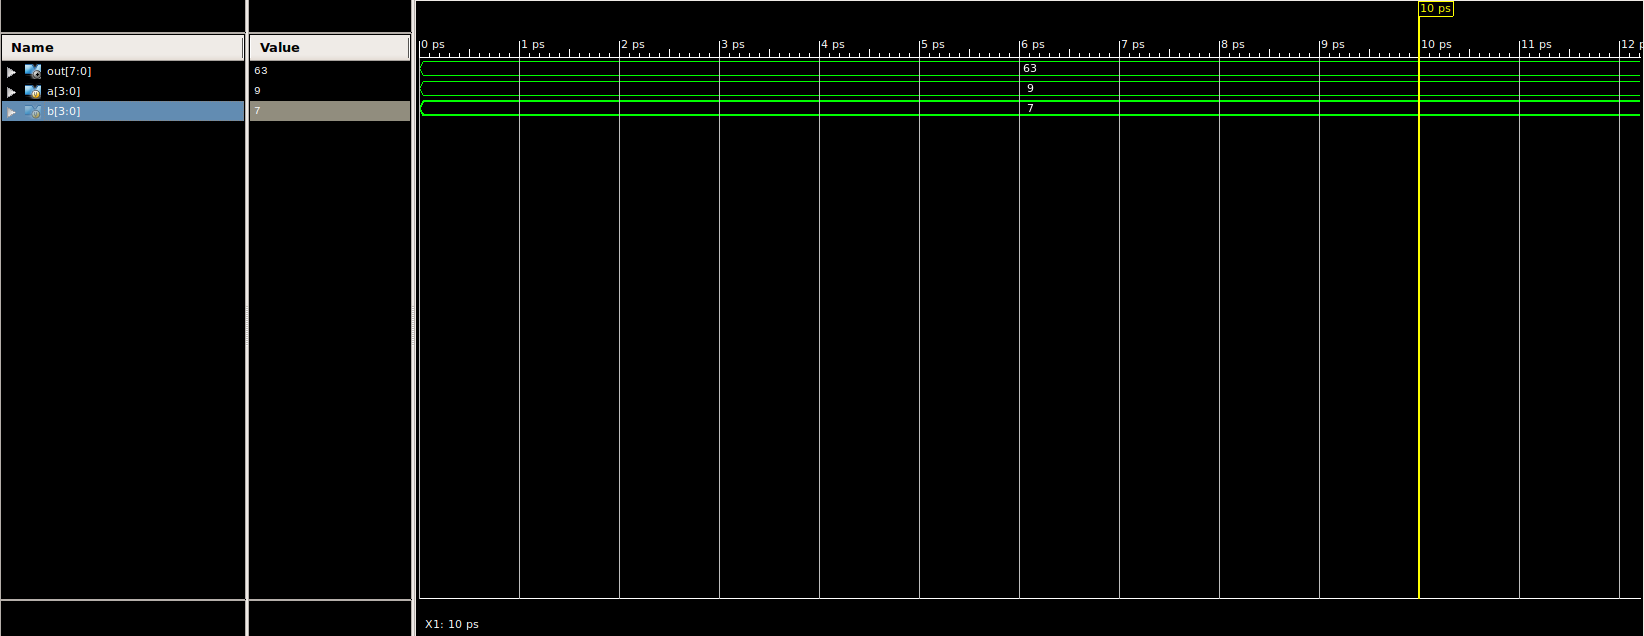 10 ps
Name Value
0 ps 1 ps 2 ps 3 ps 4 ps 5 ps 6 ps 7 ps 8 ps 9 ps 10 ps 11 ps 12 p
out[7:0] 63 63
a[3:0] 9 9
b[3:0] 7 7
X1: 10 ps